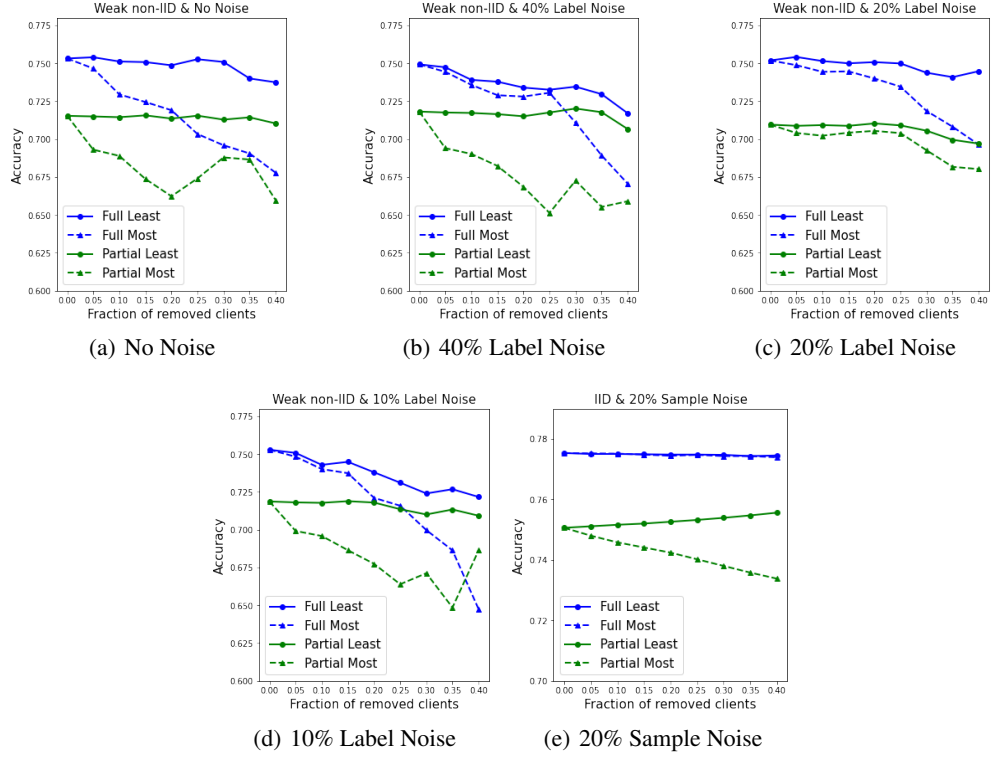 Weak non-IID & No Noise
0.775
0.750
0.725
0.700
0.675
0.650
0.625
0.600
Accuracy
Full Least
Full Most
Partial Least
Partial Most
0.00 0.05 0.10 0.15 0.20 0.25 0.30 0.35 0.40
Fraction of removed clients
(a) No Noise
Weak non-IID & 40% Label Noise
0.775
0.750
0.725
0.700
0.675
0.650
0.625
0.600
Accuracy
Full Least
Full Most
Partial Least
Partial Most
0.00 0.05 0.10 0.15 0.20 0.25 0.30 0.35 0.40
Fraction of removed clients
(b) 40% Label Noise
Weak non-IID & 20% Label Noise
0.775
0.750
0.725
0.700
0.675
0.650
0.625
0.600
Accuracy
Full Least
Full Most
Partial Least
Partial Most
0.00 0.05 0.10 0.15 0.20 0.25 0.30 0.35 0.40
Fraction of removed clients
(c) 20% Label Noise
Weak non-IID & 10% Label Noise
0.775
0.750
0.725
0.700
0.675
0.650
0.625
0.600
Accuracy
Full Least
Full Most
Partial Least
Partial Most
0.00 0.05 0.10 0.15 0.20 0.25 0.30 0.35 0.40
Fraction of removed clients
(d) 10% Label Noise
IID & 20% Sample Noise
0.78
0.76
0.74
0.72
0.70
Accuracy
Full Least
Full Most
Partial Least
Partial Most
0.00 0.05 0.10 0.15 0.20 0.25 0.30 0.35 0.40
Fraction of removed clients
(e) 20% Sample Noise